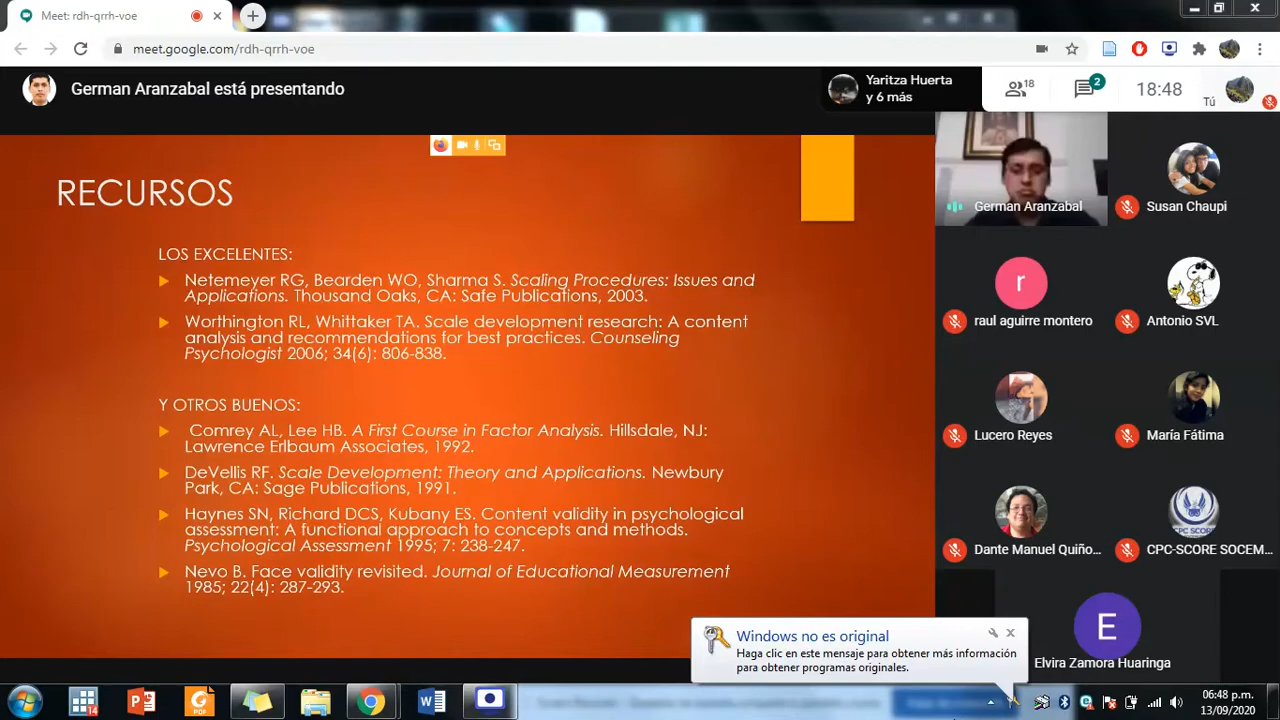 Meet: rdh-qrrh-voe
meet.google.com/rdh-qrrh-voe
German Aranzabal está presentando
Yaritza Huerta
y 6 más
18
2
18:48
Tú
RECURSOS
LOS EXCELENTES:
Netemeyer RG, Bearden WO, Sharma S. Scaling Procedures: Issues and
Applications. Thousand Oaks, CA: Safe Publications, 2003.
Worthington RL, Whittaker TA. Scale development research: A content
analysis and recommendations for best practices. Counseling
Psychologist 2006; 34(6): 806-838.
Y OTROS BUENOS:
Comrey AL, Lee HB. A First Course in Factor Analysis. Hillsdale, NJ:
Lawrence Erlbaum Associates, 1992.
DeVellis RF. Scale Development: Theory and Applications. Newbury
Park, CA: Sage Publications, 1991.
Haynes SN, Richard DCS, Kubany ES. Content validity in psychological
assessment: A functional approach to concepts and methods.
Psychological Assessment 1995; 7: 238-247.
Nevo B. Face validity revisited. Journal of Educational Measurement
1985; 22(4): 287-293.
German Aranzabal
Susan Chaupi
r
raul aguirre montero
Antonio SVL
Lucero Reyes
María Fátima
Dante Manuel Quiño...
CPC SCORE
CPC-SCORE SOCEM...
E
Elvira Zamora Huaringa
Windows no es original
Haga clic en este mensaje para obtener más información
para obtener programas originales.
14
PDF
06:48 p.m.
13/09/2020